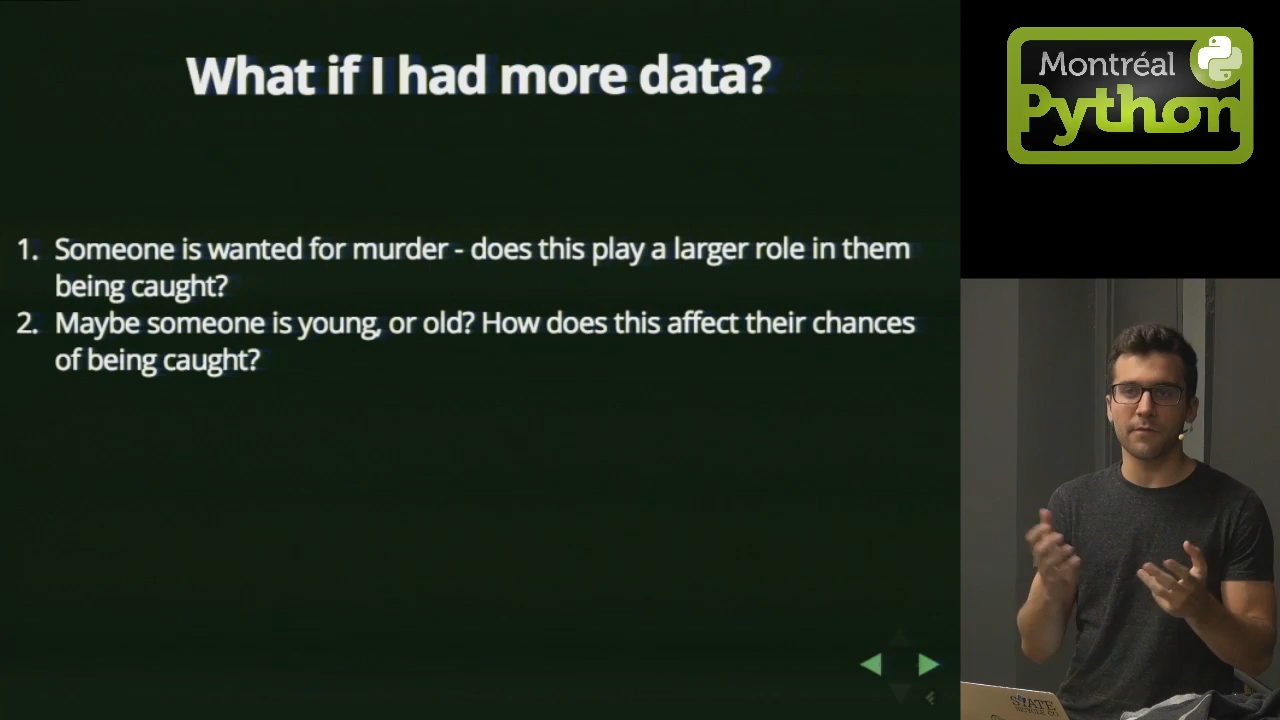 What if I had more data?
1. Someone is wanted for murder - does this play a larger role in them
being caught?
2. Maybe someone is young, or old? How does this affect their chances
of being caught?
Montréal
Python
STATE